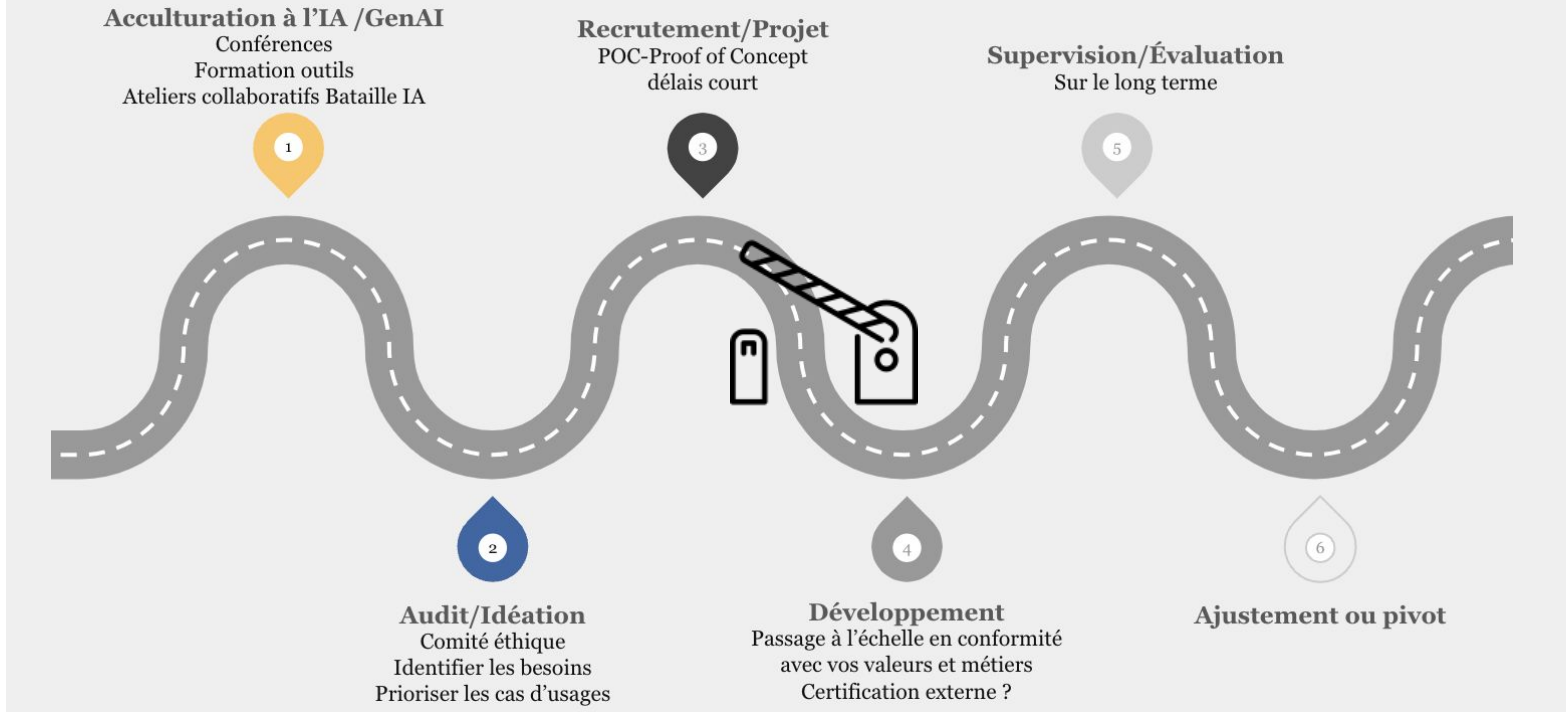 Acculturation à l'IA /GenAI
Conférences
Formation outils
Ateliers collaboratifs Bataille IA
1
Audit/Idéation
Comité éthique
Identifier les besoins
Prioriser les cas d'usages
2
Recrutement/Projet
POC-Proof of Concept
délais court
3
Développement
Passage à l'échelle en conformité
avec vos valeurs et métiers
Certification externe ?
4
Supervision/Évaluation
Sur le long terme
5
Ajustement ou pivot
6